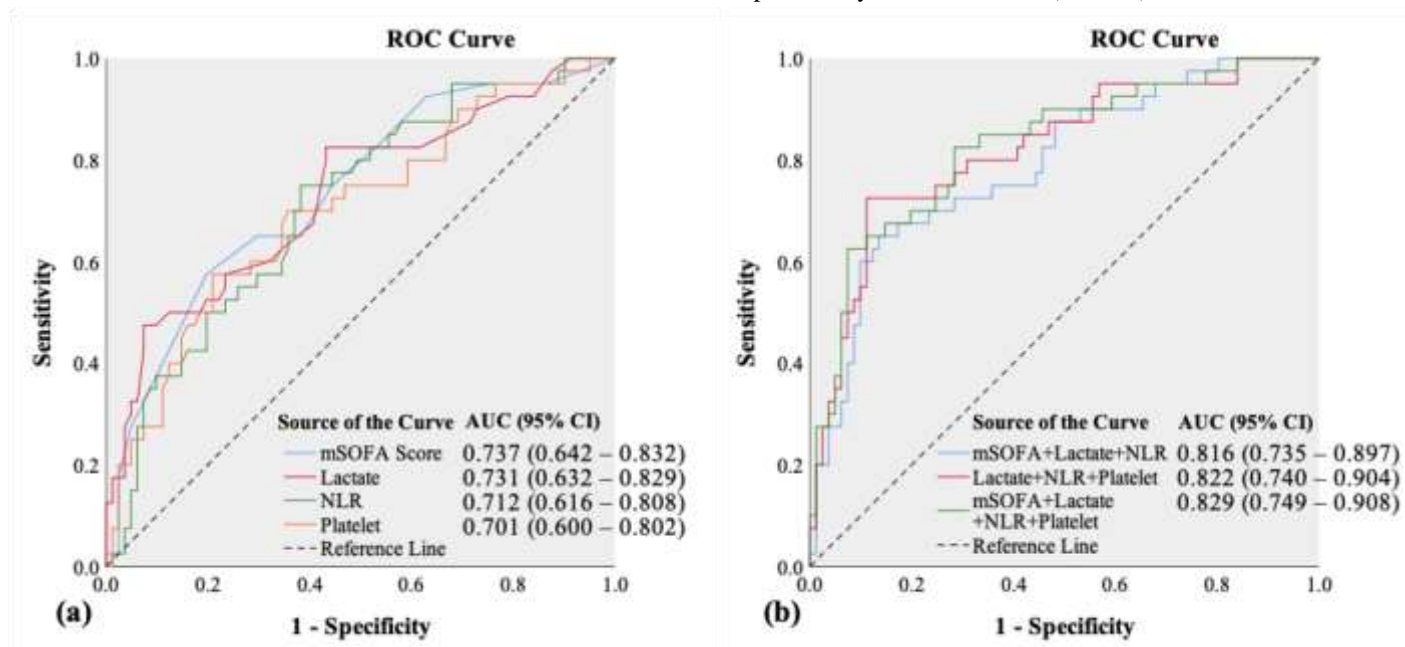 ROC Curve
1.0
0.8
0.6
0.4
0.2
0.0
Sensitivity
Source of the Curve AUC (95% CI)
mSOFA Score 0.737 (0.642 – 0.832)
Lactate 0.731 (0.632 – 0.829)
NLR 0.712 (0.616 – 0.808)
Platelet 0.701 (0.600 – 0.802)
Reference Line
0.0 0.2 0.4 0.6 0.8 1.0
(a)
1 - Specificity
ROC Curve
1.0
0.8
0.6
0.4
0.2
0.0
Sensitivity
Source of the Curve AUC (95% CI)
mSOFA+Lactate+NLR 0.816 (0.735 – 0.897)
Lactate+NLR+Platelet 0.822 (0.740 – 0.904)
mSOFA+Lactate 0.829 (0.749 – 0.908)
+NLR+Platelet
Reference Line
0.0 0.2 0.4 0.6 0.8 1.0
(b)
1 - Specificity